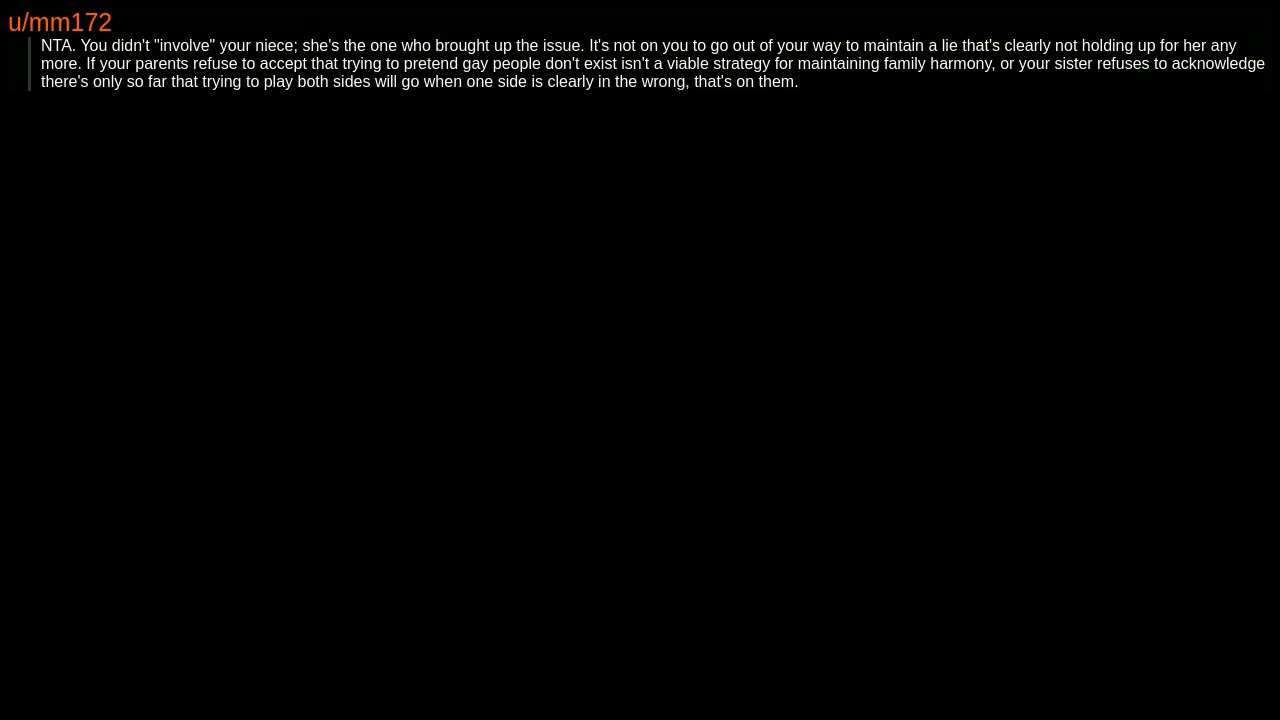 u/mm172
NTA. You didn't "involve" your niece; she's the one who brought up the issue. It's not on you to go out of your way to maintain a lie that's clearly not holding up for her any
more. If your parents refuse to accept that trying to pretend gay people don't exist isn't a viable strategy for maintaining family harmony, or your sister refuses to acknowledge
there's only so far that trying to play both sides will go when one side is clearly in the wrong, that's on them.